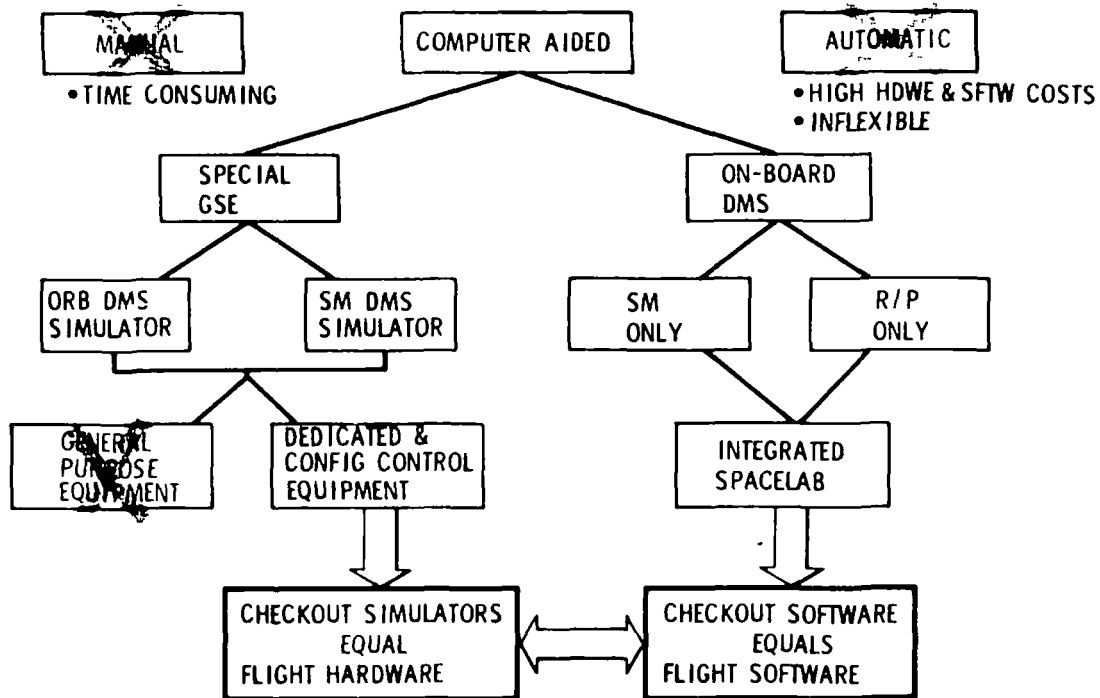 MANUAL
COMPUTER AIDED
AUTOMATIC
• TIME CONSUMING
• HIGH HDWE & SFTW COSTS
• INFLEXIBLE
SPECIAL
GSE
ON-BOARD
DMS
ORB DMS
SIMULATOR
SM DMS
SIMULATOR
SM
ONLY
R/P
ONLY
GENERAL
PURPOSE
EQUIPMENT
DEDICATED &
CONFIG CONTROL
EQUIPMENT
INTEGRATED
SPACELAB
CHECKOUT SIMULATORS
EQUAL
FLIGHT HARDWARE
CHECKOUT SOFTWARE
EQUALS
FLIGHT SOFTWARE